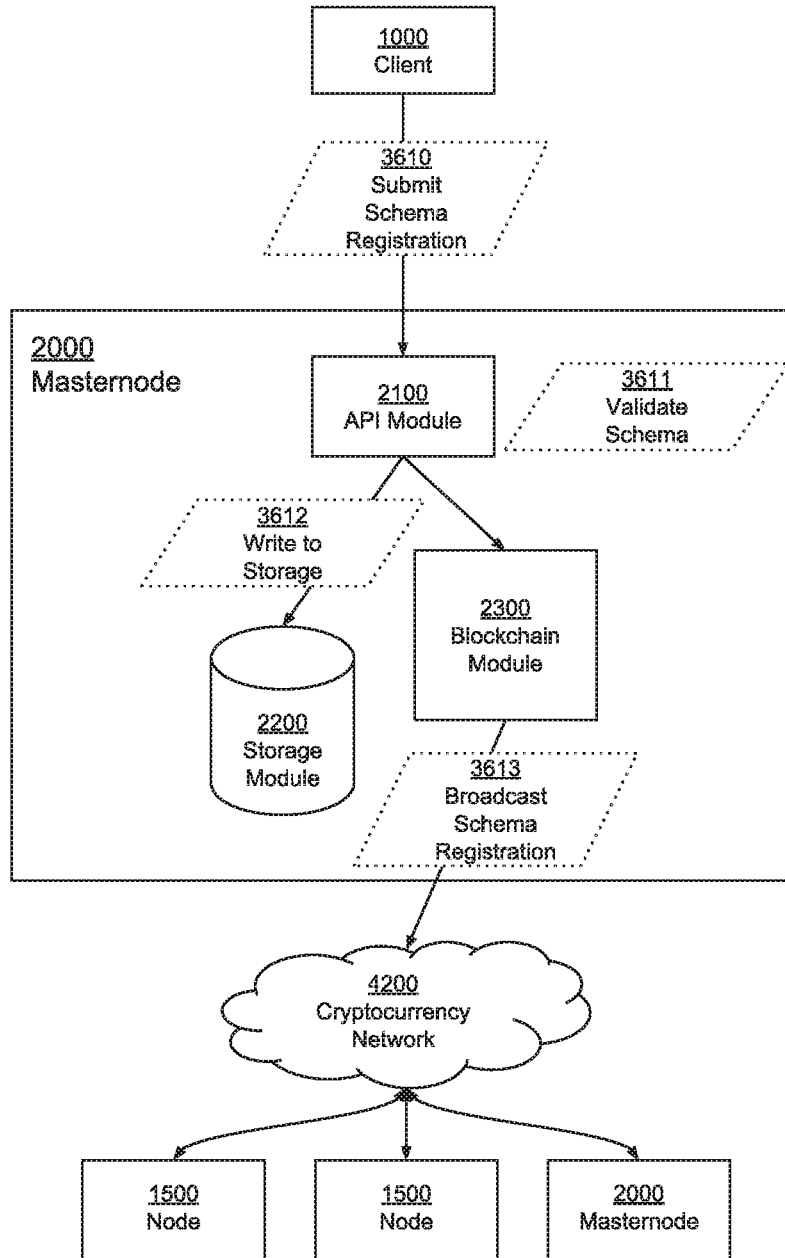 1000
Client
3610
Submit
Schema
Registration
2000
Masternode
2100
API Module
3611
Validate
Schema
3612
Write to
Storage
2300
Blockchain
Module
2200
Storage
Module
3613
Broadcast
Schema
Registration
4200
Cryptocurrency
Network
1500
Node
1500
Node
2000
Masternode